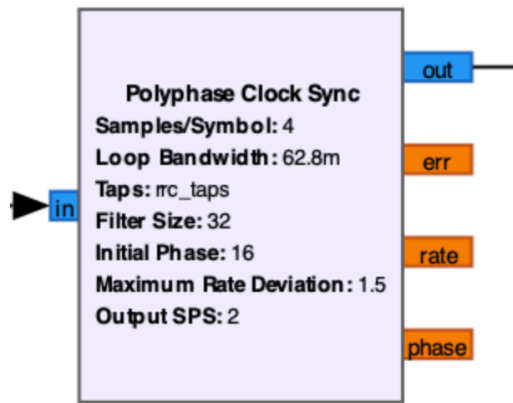 out
Polyphase Clock Sync
Samples/Symbol: 4
Loop Bandwidth: 62.8m
err
Taps: rrc_taps
in
Filter Size: 32
Initial Phase: 16
rate
Maximum Rate Deviation: 1.5
Output SPS: 2
phase